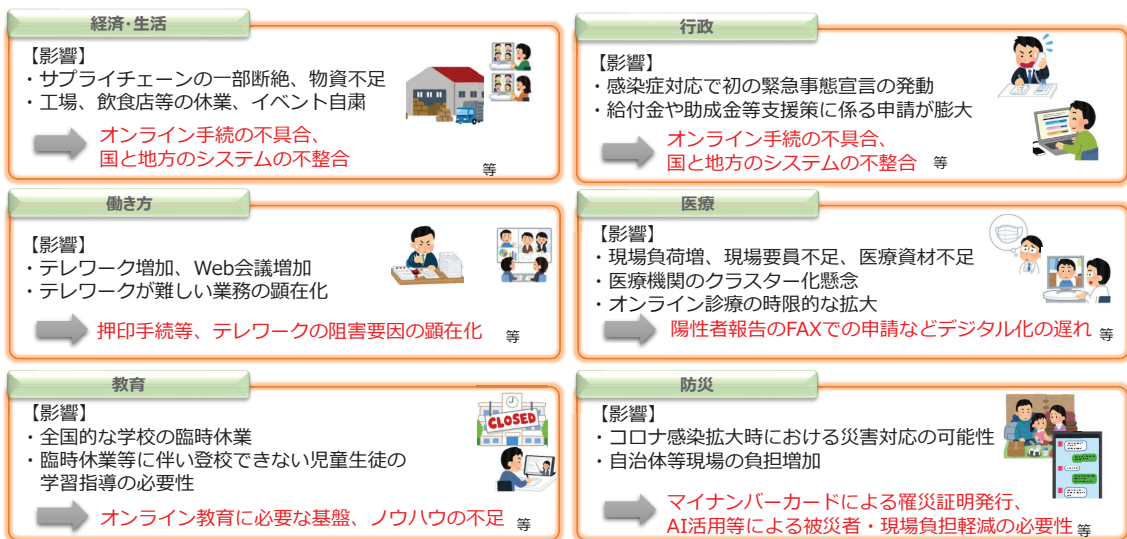 経済・生活
【影響】
・サプライチェーンの一部断絶、物資不足
・工場、飲食店等の休業、イベント自粛
オンライン手続の不具合、
国と地方のシステムの不整合
等
行政
【影響】
・感染症対応で初の緊急事態宣言の発動
・給付金や助成金等支援策に係る申請が膨大
オンライン手続の不具合、
国と地方のシステムの不整合 等
働き方
【影響】
・テレワーク増加、Web会議増加
・テレワークが難しい業務の顕在化
押印手続等、テレワークの阻害要因の顕在化 等
医療
【影響】
・現場負荷増、現場要員不足、医療資材不足
・医療機関のクラスター化懸念
・オンライン診療の時限的な拡大
陽性者報告のFAXでの申請などデジタル化の遅れ 等
教育
【影響】
・全国的な学校の臨時休業
・臨時休業等に伴い登校できない児童生徒の
学習指導の必要性
CLOSED
オンライン教育に必要な基盤、ノウハウの不足 等
防災
【影響】
・コロナ感染拡大時における災害対応の可能性
・自治体等現場の負担増加
マイナンバーカードによる罹災証明発行、
AI活用等による被災者・現場負担軽減の必要性 等